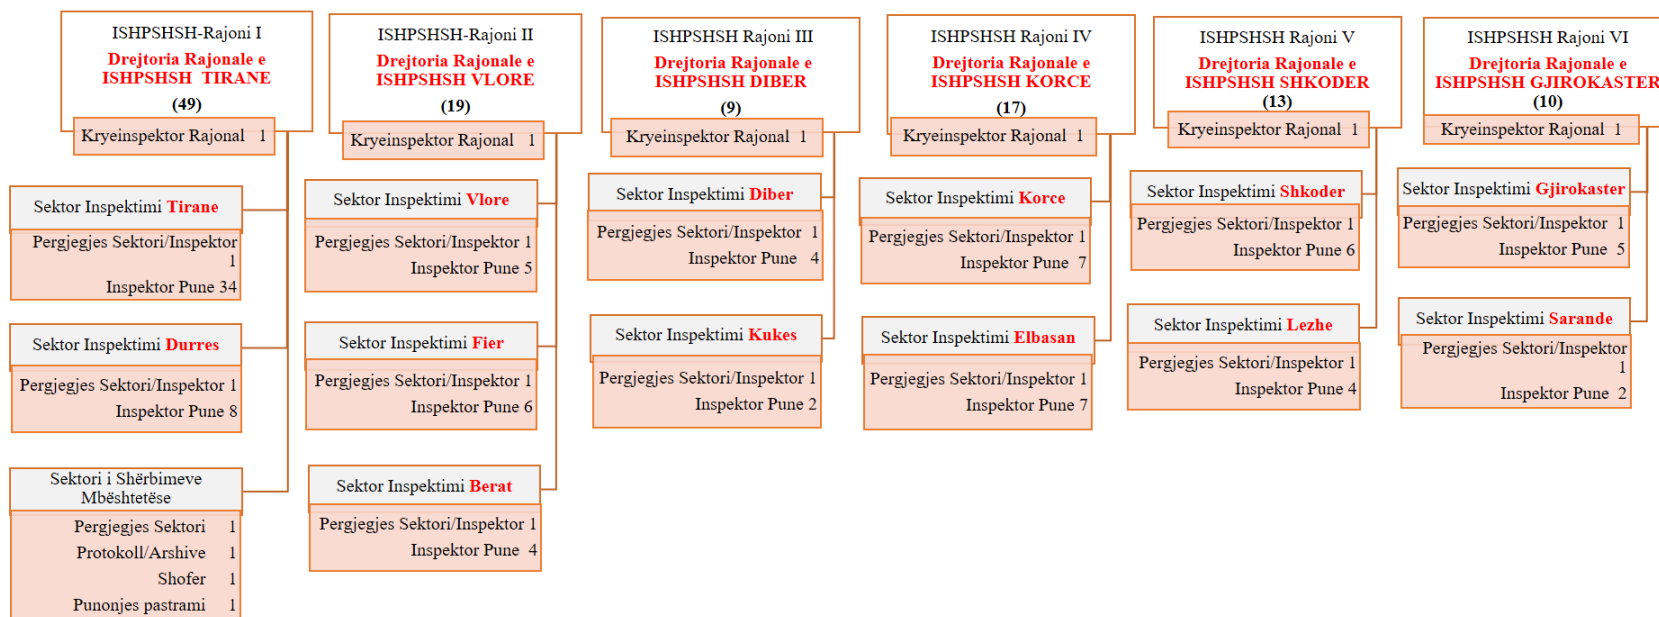 ISHPSHSH-Rajoni I
Drejtoria Rajonale e
ISHPSHSH TIRANE
(49)
Kryeinspektor Rajonal 1
Sektor Inspektimi Tirane
Pergjegjes Sektori/Inspektor
1
Inspektor Pune 34
Sektor Inspektimi Durres
Pergjegjes Sektori/Inspektor 1
Inspektor Pune 8
Sektori i Shërbimeve
Mbështetëse
Pergjegjes Sektori 1
Protokoll/Arshive 1
Shofer 1
Punonjes pastrami 1
ISHPSHSH-Rajoni II
Drejtoria Rajonale e
ISHPSHSH VLORE
(19)
Kryeinspektor Rajonal 1
Sektor Inspektimi Vlore
Pergjegjes Sektori/Inspektor 1
Inspektor Pune 5
Sektor Inspektimi Fier
Pergjegjes Sektori/Inspektor 1
Inspektor Pune 6
Sektor Inspektimi Berat
Pergjegjes Sektori/Inspektor 1
Inspektor Pune 4
ISHPSHSH Rajoni III
Drejtoria Rajonale e
ISHPSHSH DIBER
(9)
Kryeinspektor Rajonal 1
Sektor Inspektimi Diber
Pergjegjes Sektori/Inspektor 1
Inspektor Pune 4
Sektor Inspektimi Kukes
Pergjegjes Sektori/Inspektor 1
Inspektor Pune 2
ISHPSHSH Rajoni IV
Drejtoria Rajonale e
ISHPSHSH KORCE
(17)
Kryeinspektor Rajonal 1
Sektor Inspektimi Korce
Pergjegjes Sektori/Inspektor 1
Inspektor Pune 7
Sektor Inspektimi Elbasan
Pergjegjes Sektori/Inspektor 1
Inspektor Pune 7
ISHPSHSH Rajoni V
Drejtoria Rajonale e
ISHPSHSH SHKODER
(13)
Kryeinspektor Rajonal 1
Sektor Inspektimi Shkoder
Pergjegjes Sektori/Inspektor 1
Inspektor Pune 6
Sektor Inspektimi Lezhe
Pergjegjes Sektori/Inspektor 1
Inspektor Pune 4
ISHPSHSH Rajoni VI
Drejtoria Rajonale e
ISHPSHSH GJIROKASTER
(10)
Kryeinspektor Rajonal 1
Sektor Inspektimi Gjirokaster
Pergjegjes Sektori/Inspektor 1
Inspektor Pune 5
Sektor Inspektimi Sarande
Pergjegjes Sektori/Inspektor
1
Inspektor Pune 2